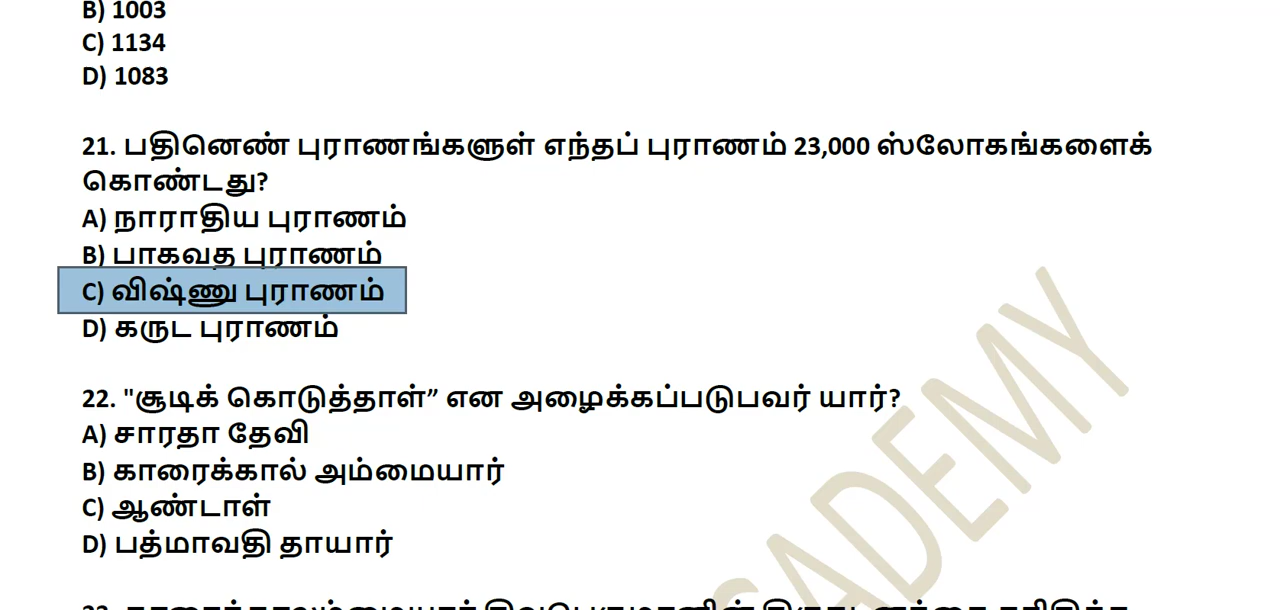 B) 1003
C) 1134
D) 1083
21. பதினெண் புராணங்களுள் எந்தப் புராணம் 23,000 ஸ்லோகங்களைக்
கொண்டது?
A) நாராதிய புராணம்
B) பாகவத புராணம்
C) விஷ்ணு புராணம்
D) கருட புராணம்
22. "சூடிக் கொடுத்தாள்” என அழைக்கப்படுபவர் யார்?
A) சாரதா தேவி
B) காரைக்கால் அம்மையார்
C) ஆண்டாள்
D) பத்மாவதி தாயார்
CADEMY